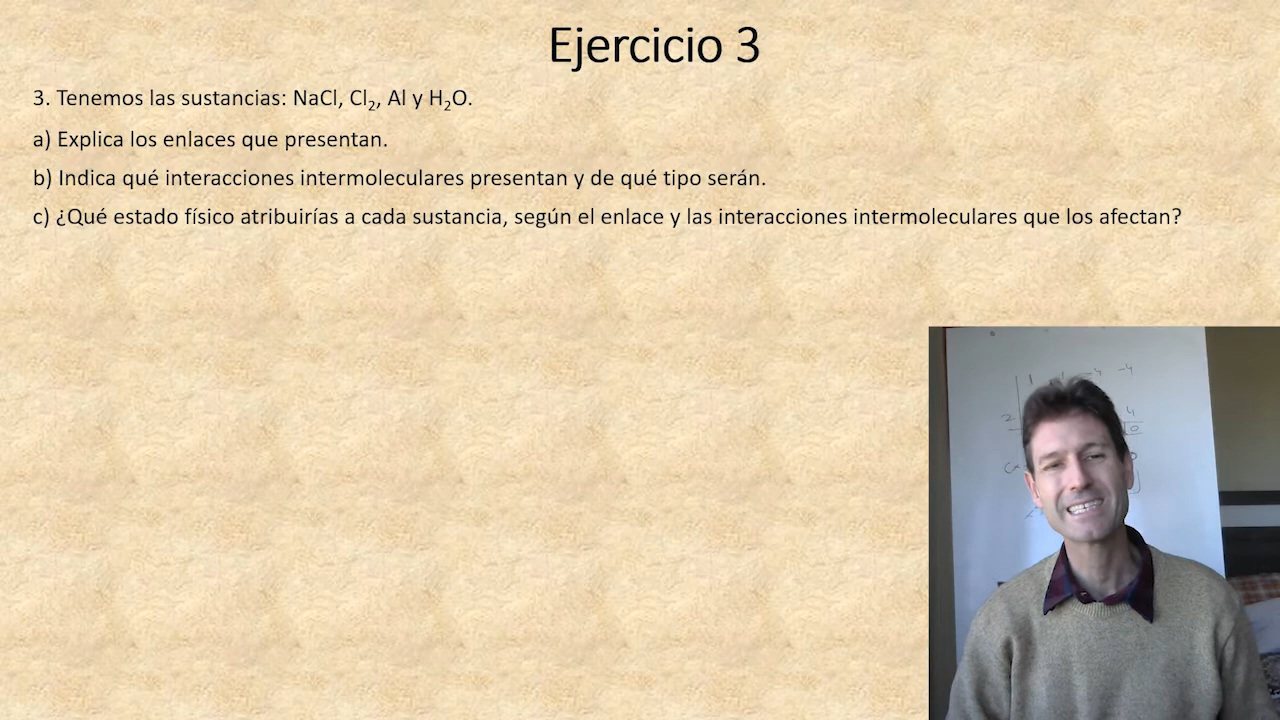 Ejercicio 3
3. Tenemos las sustancias: NaCl, Cl₂, Al y H₂O.
a) Explica los enlaces que presentan.
b) Indica qué interacciones intermoleculares presentan y de qué tipo serán.
c) ¿Qué estado físico atribuirías a cada sustancia, según el enlace y las interacciones intermoleculares que los afectan?